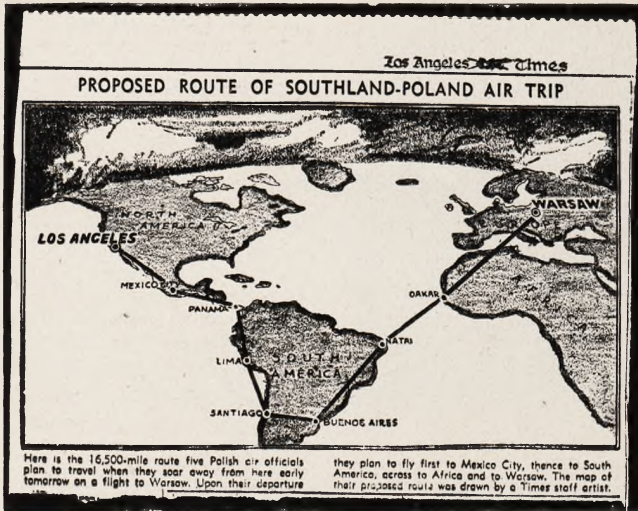 Los Angeles Times
PROPOSED ROUTE OF SOUTHLAND-POLAND AIR TRIP
NORTH
AMERICA
LOS ANGELES
WARSAW
MEXICO
PANAMA
DAKAR
NATRI
LIMA
SOUTH
AMERICA
SANTIAGO
BUENOE AIRES
Here is the 16,500-mile route five Polish air officials
plan to travel when they soar away from here early
tomorrow on a flight to Warsaw. Upon their departure
they plan to fly first to Mexico City, thence to South
America, across to Africa and to Warsaw. The map of
their proposed route was drawn by a Times staff artist.